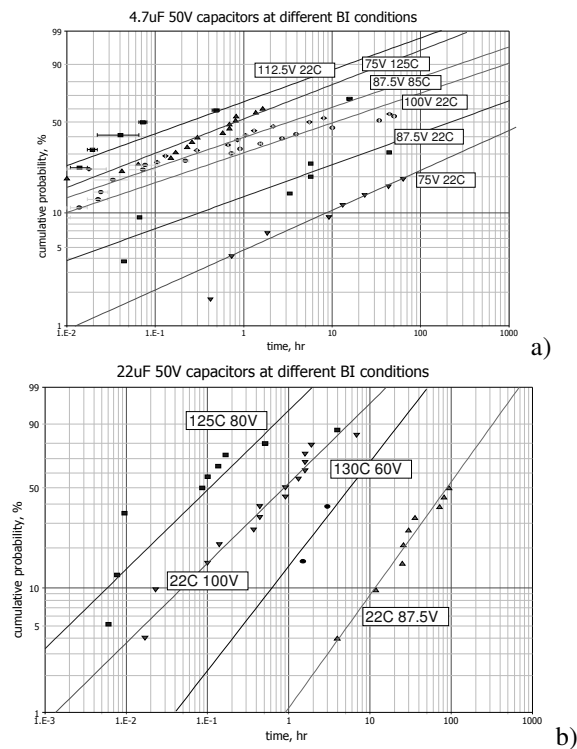 4.7uF 50V capacitors at different BI conditions
99
90
50
10
5
1
cumulative probability, %
112.5V 22C
75V 125C
87.5V 85C
100V 22C
87.5V 22C
75V 22C
1.E-2
1.E-1
1
10
100
1000
time, hr
a)
22uF 50V capacitors at different BI conditions
99
90
50
10
5
1
cumulative probability, %
125C 80V
130C 60V
22C 100V
22C 87.5V
1.E-3
1.E-2
1.E-1
1
10
100
1000
time, hr
b)